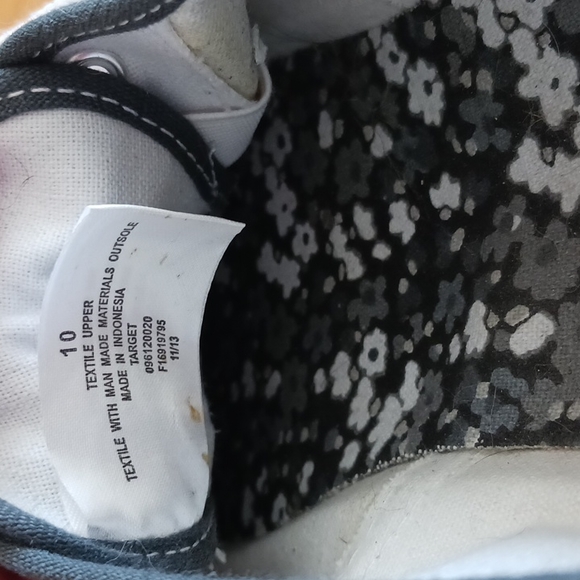 10
TEXTILE UPPER
TEXTILE WITH MAN MADE MATERIALS OUTSOLE
MADE IN INDONESIA
TARGET
096120020
F16919795
11/13